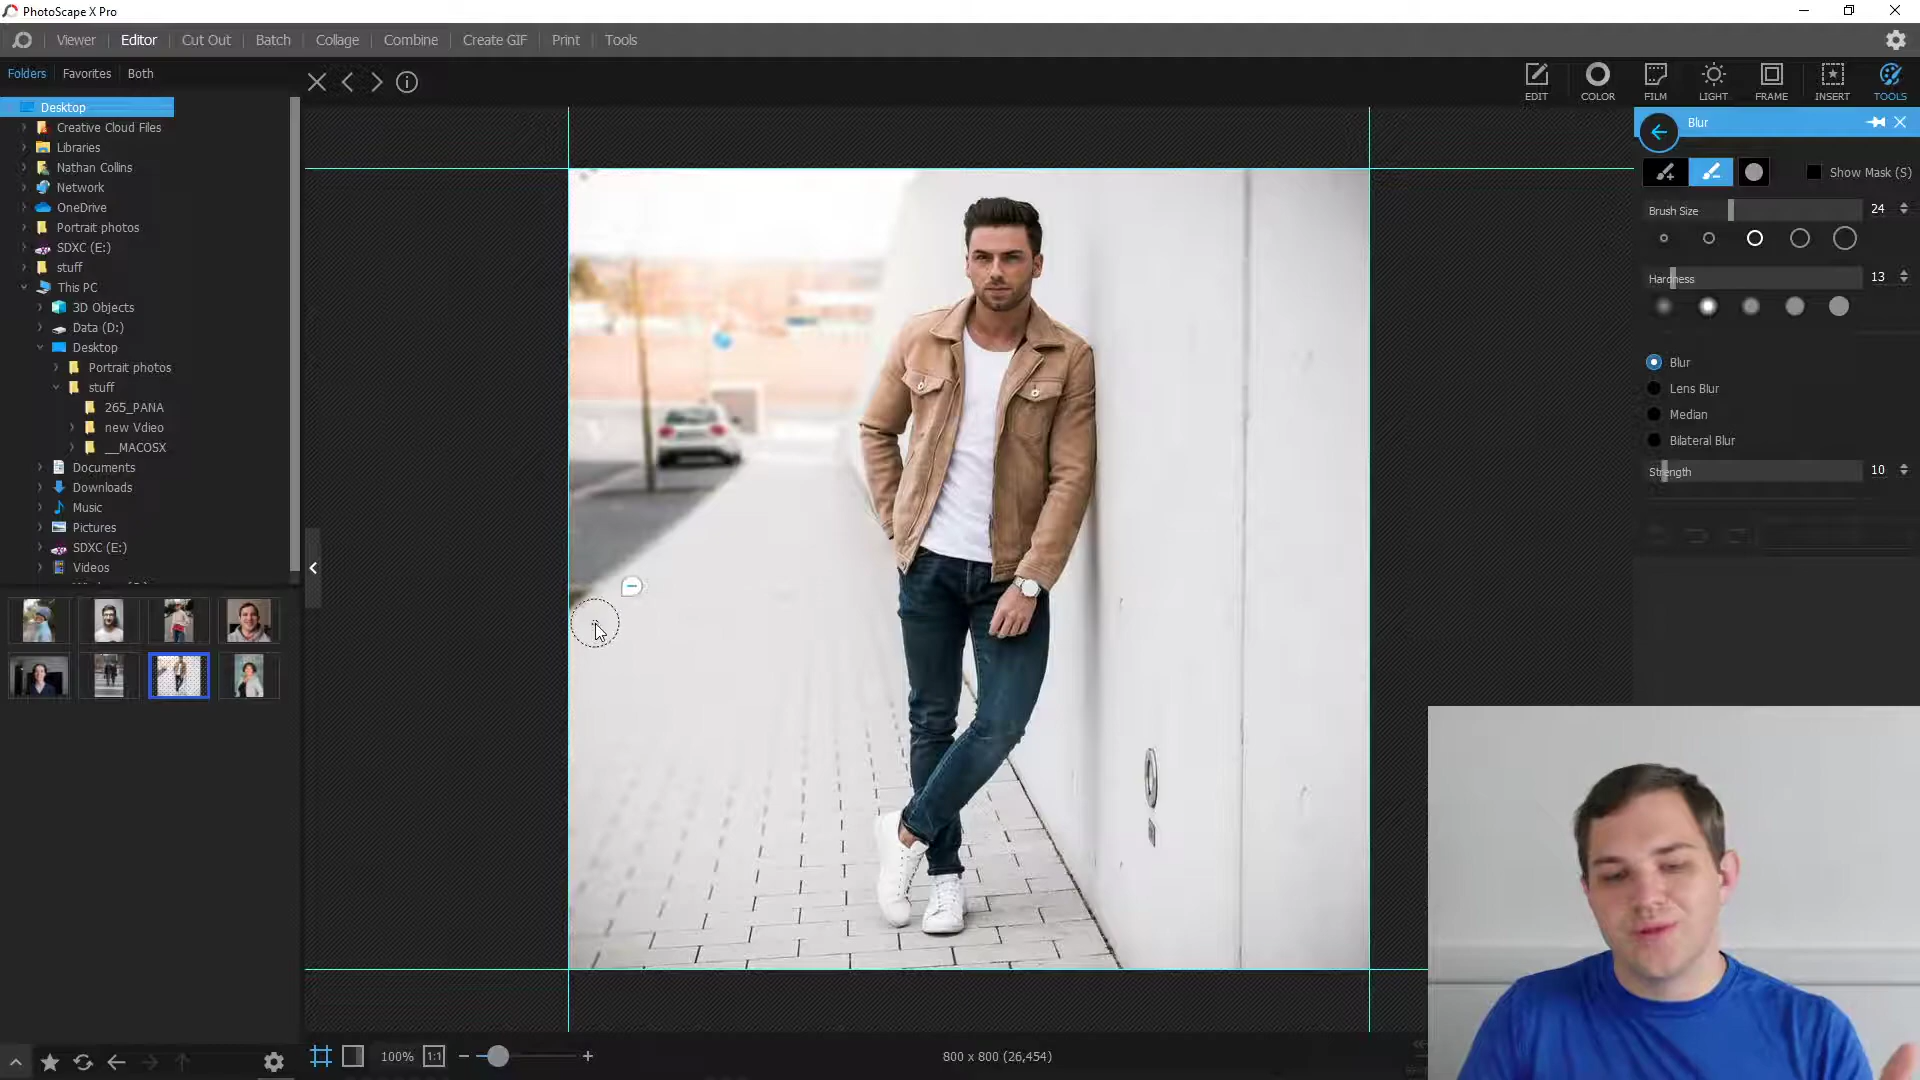 PhotoScape X Pro
Viewer
Editor
Cut Out
Batch
Collage
Combine
Create GIF
Print
Tools
Folders
Favorites
Both
EDIT
COLOR
FILM
LIGHT
FRAME
INSERT
TOOLS
Desktop
Creative Cloud Files
Libraries
Nathan Collins
Network
OneDrive
Portrait photos
SDXC (E:)
stuff
This PC
3D Objects
Data (D:)
Desktop
Portrait photos
stuff
265_PANA
new Vdieo
__MACOSX
Documents
Downloads
Music
Pictures
SDXC (E:)
Videos
Blur
Show Mask (S)
Brush Size
24
Hardness
13
Blur
Lens Blur
Median
Bilateral Blur
Strength
10
100%
1:1
800 x 800 (26,454)